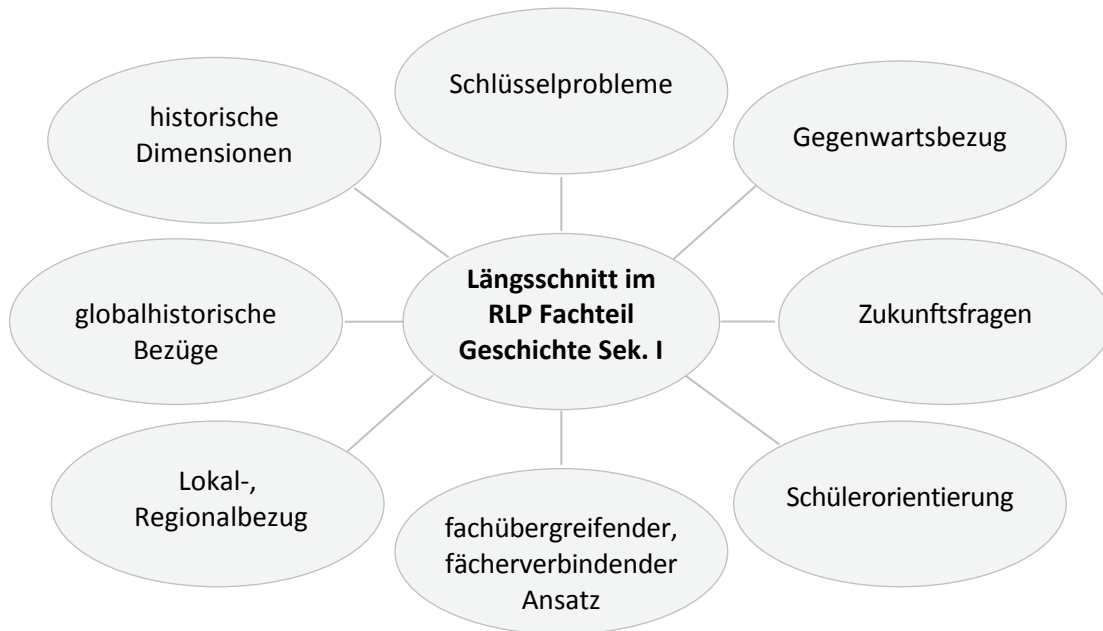 Schlüsselprobleme
historische
Dimensionen
Gegenwartsbezug
Längsschnitt im
RLP Fachteil
Geschichte Sek. I
globalhistorische
Bezüge
Zukunftsfragen
Lokal-,
Regionalbezug
Schülerorientierung
fachübergreifender,
fächerverbindender
Ansatz